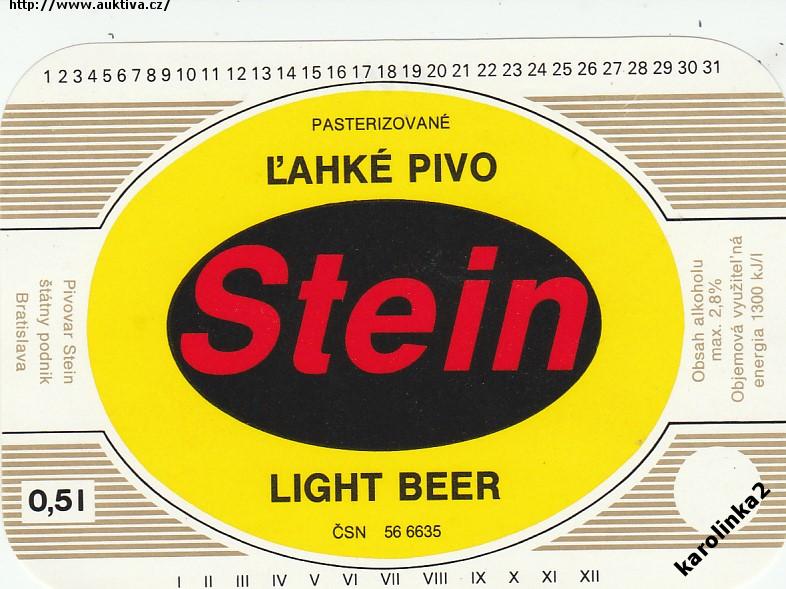 http://www.auktiva.cz/
1 2 3 4 5 6 7 8 9 10 11 12 13 14 15 16 17 18 19 20 21 22 23 24 25 26 27 28 29 30 31
PASTERIZOVANÉ
ĽAHKÉ PIVO
Stein
LIGHT BEER
ČSN 56 6635
Pivovar Stein
štátny podnik
Bratislava
Obsah alkoholu
max. 2,8%
Objemová využiteľná
energia 1300 kJ/l
0,5 l
karolinka2
I II III IV V VI VII VIII IX X XI XII